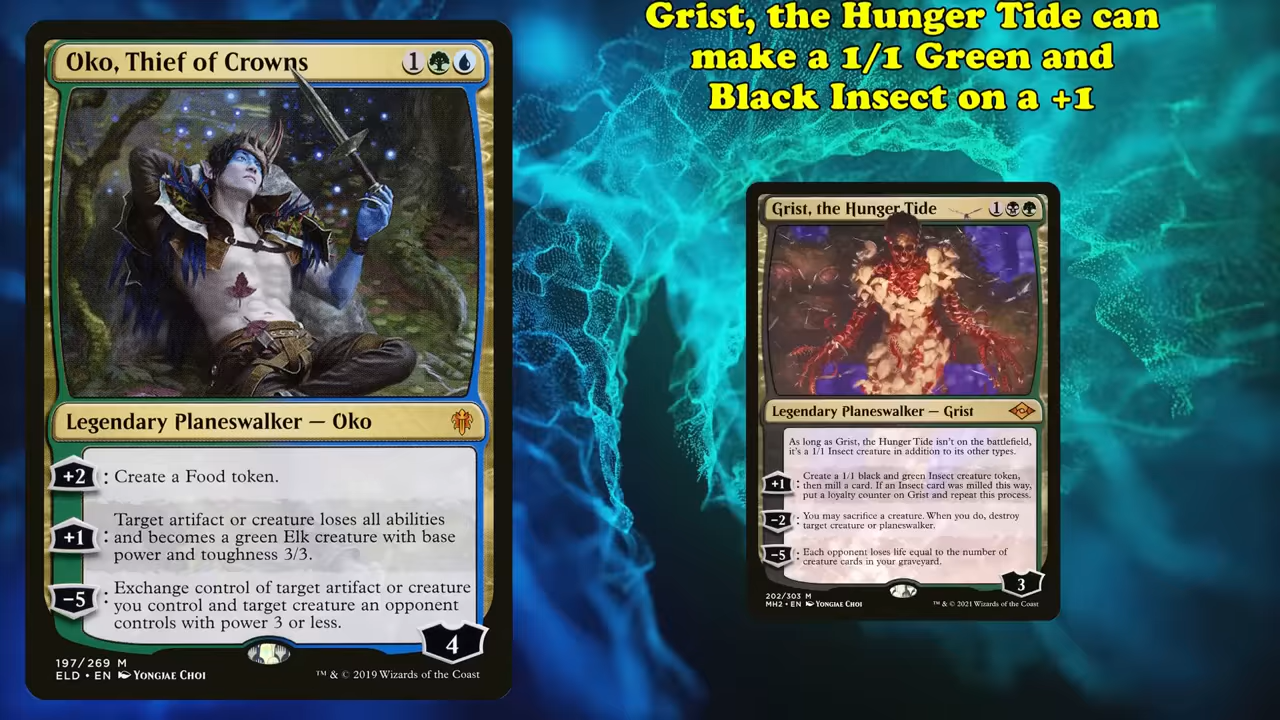 Oko, Thief of Crowns 1
Legendary Planeswalker — Oko
+2 : Create a Food token.
+1 : Target artifact or creature loses all abilities
and becomes a green Elk creature with base
power and toughness 3/3.
−5 : Exchange control of target artifact or creature
you control and target creature an opponent
controls with power 3 or less.
4
197/269 M
ELD • EN Yongjae Choi
™ & © 2019 Wizards of the Coast
Grist, the Hunger Tide can
make a 1/1 Green and
Black Insect on a +1
Grist, the Hunger Tide 1
Legendary Planeswalker — Grist
As long as Grist, the Hunger Tide isn't on the battlefield,
it's a 1/1 Insect creature in addition to its other types.
+1 : Create a 1/1 black and green Insect creature token,
then mill a card. If an Insect card was milled this way,
put a loyalty counter on Grist and repeat this process.
−2 : You may sacrifice a creature. When you do, destroy
target creature or planeswalker.
−5 : Each opponent loses life equal to the number of
creature cards in your graveyard.
3
202/303 M
MH2 • EN Yongjae Choi
™ & © 2021 Wizards of the Coast